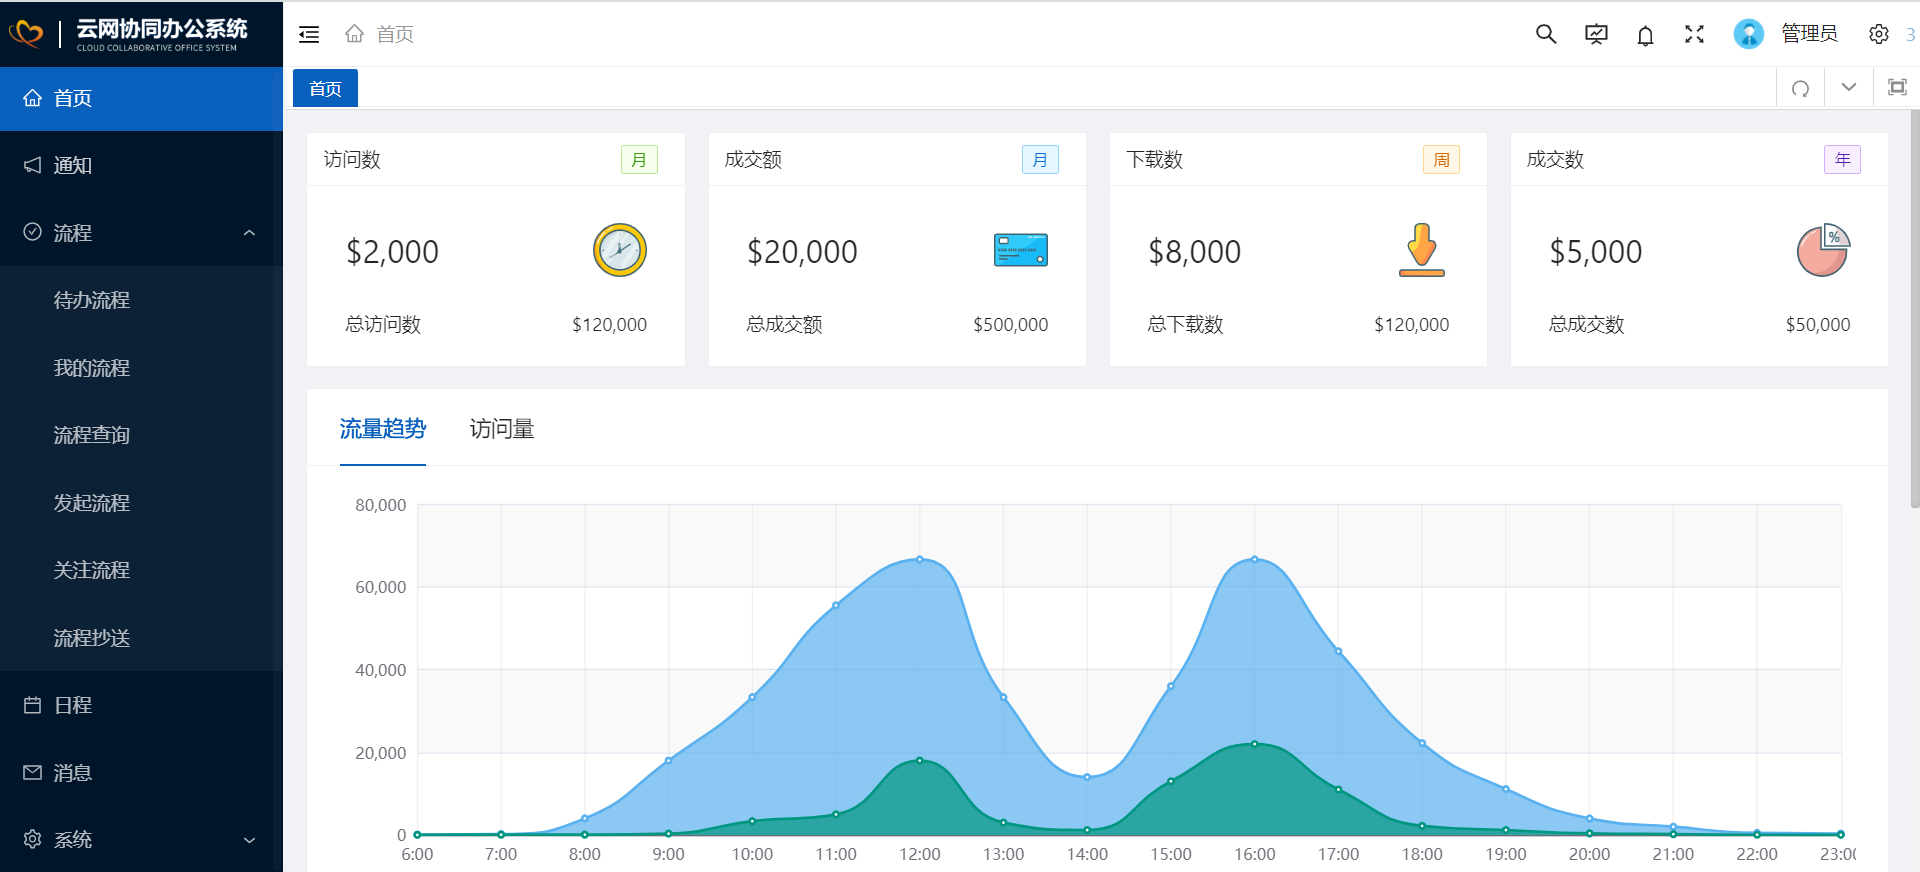 云网协同办公系统
CLOUD COLLABORATIVE OFFICE SYSTEM
首页
通知
流程
待办流程
我的流程
流程查询
发起流程
关注流程
流程抄送
日程
消息
系统
首页
管理员
3
首页
访问数 月
$2,000
总访问数 $120,000
成交额 月
$20,000
总成交额 $500,000
下载数 周
$8,000
总下载数 $120,000
成交数 年
$5,000
%
总成交数 $50,000
流量趋势 访问量
80,000
60,000
40,000
20,000
0
6:00 7:00 8:00 9:00 10:00 11:00 12:00 13:00 14:00 15:00 16:00 17:00 18:00 19:00 20:00 21:00 22:00 23:00